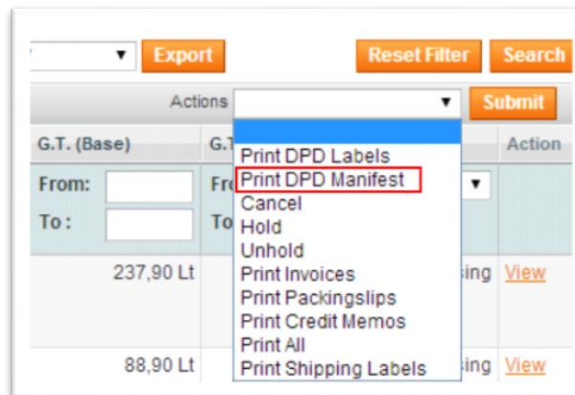 Export Reset Filter Search
Actions Submit
G.T. (Base) G.T Action
Print DPD Labels
From: Print DPD Manifest
Cancel
To : To Hold
Unhold
237,90 Lt Print Invoices sing View
Print Packingslips
Print Credit Memos
Print All
88,90 Lt Print Shipping Labels sing View